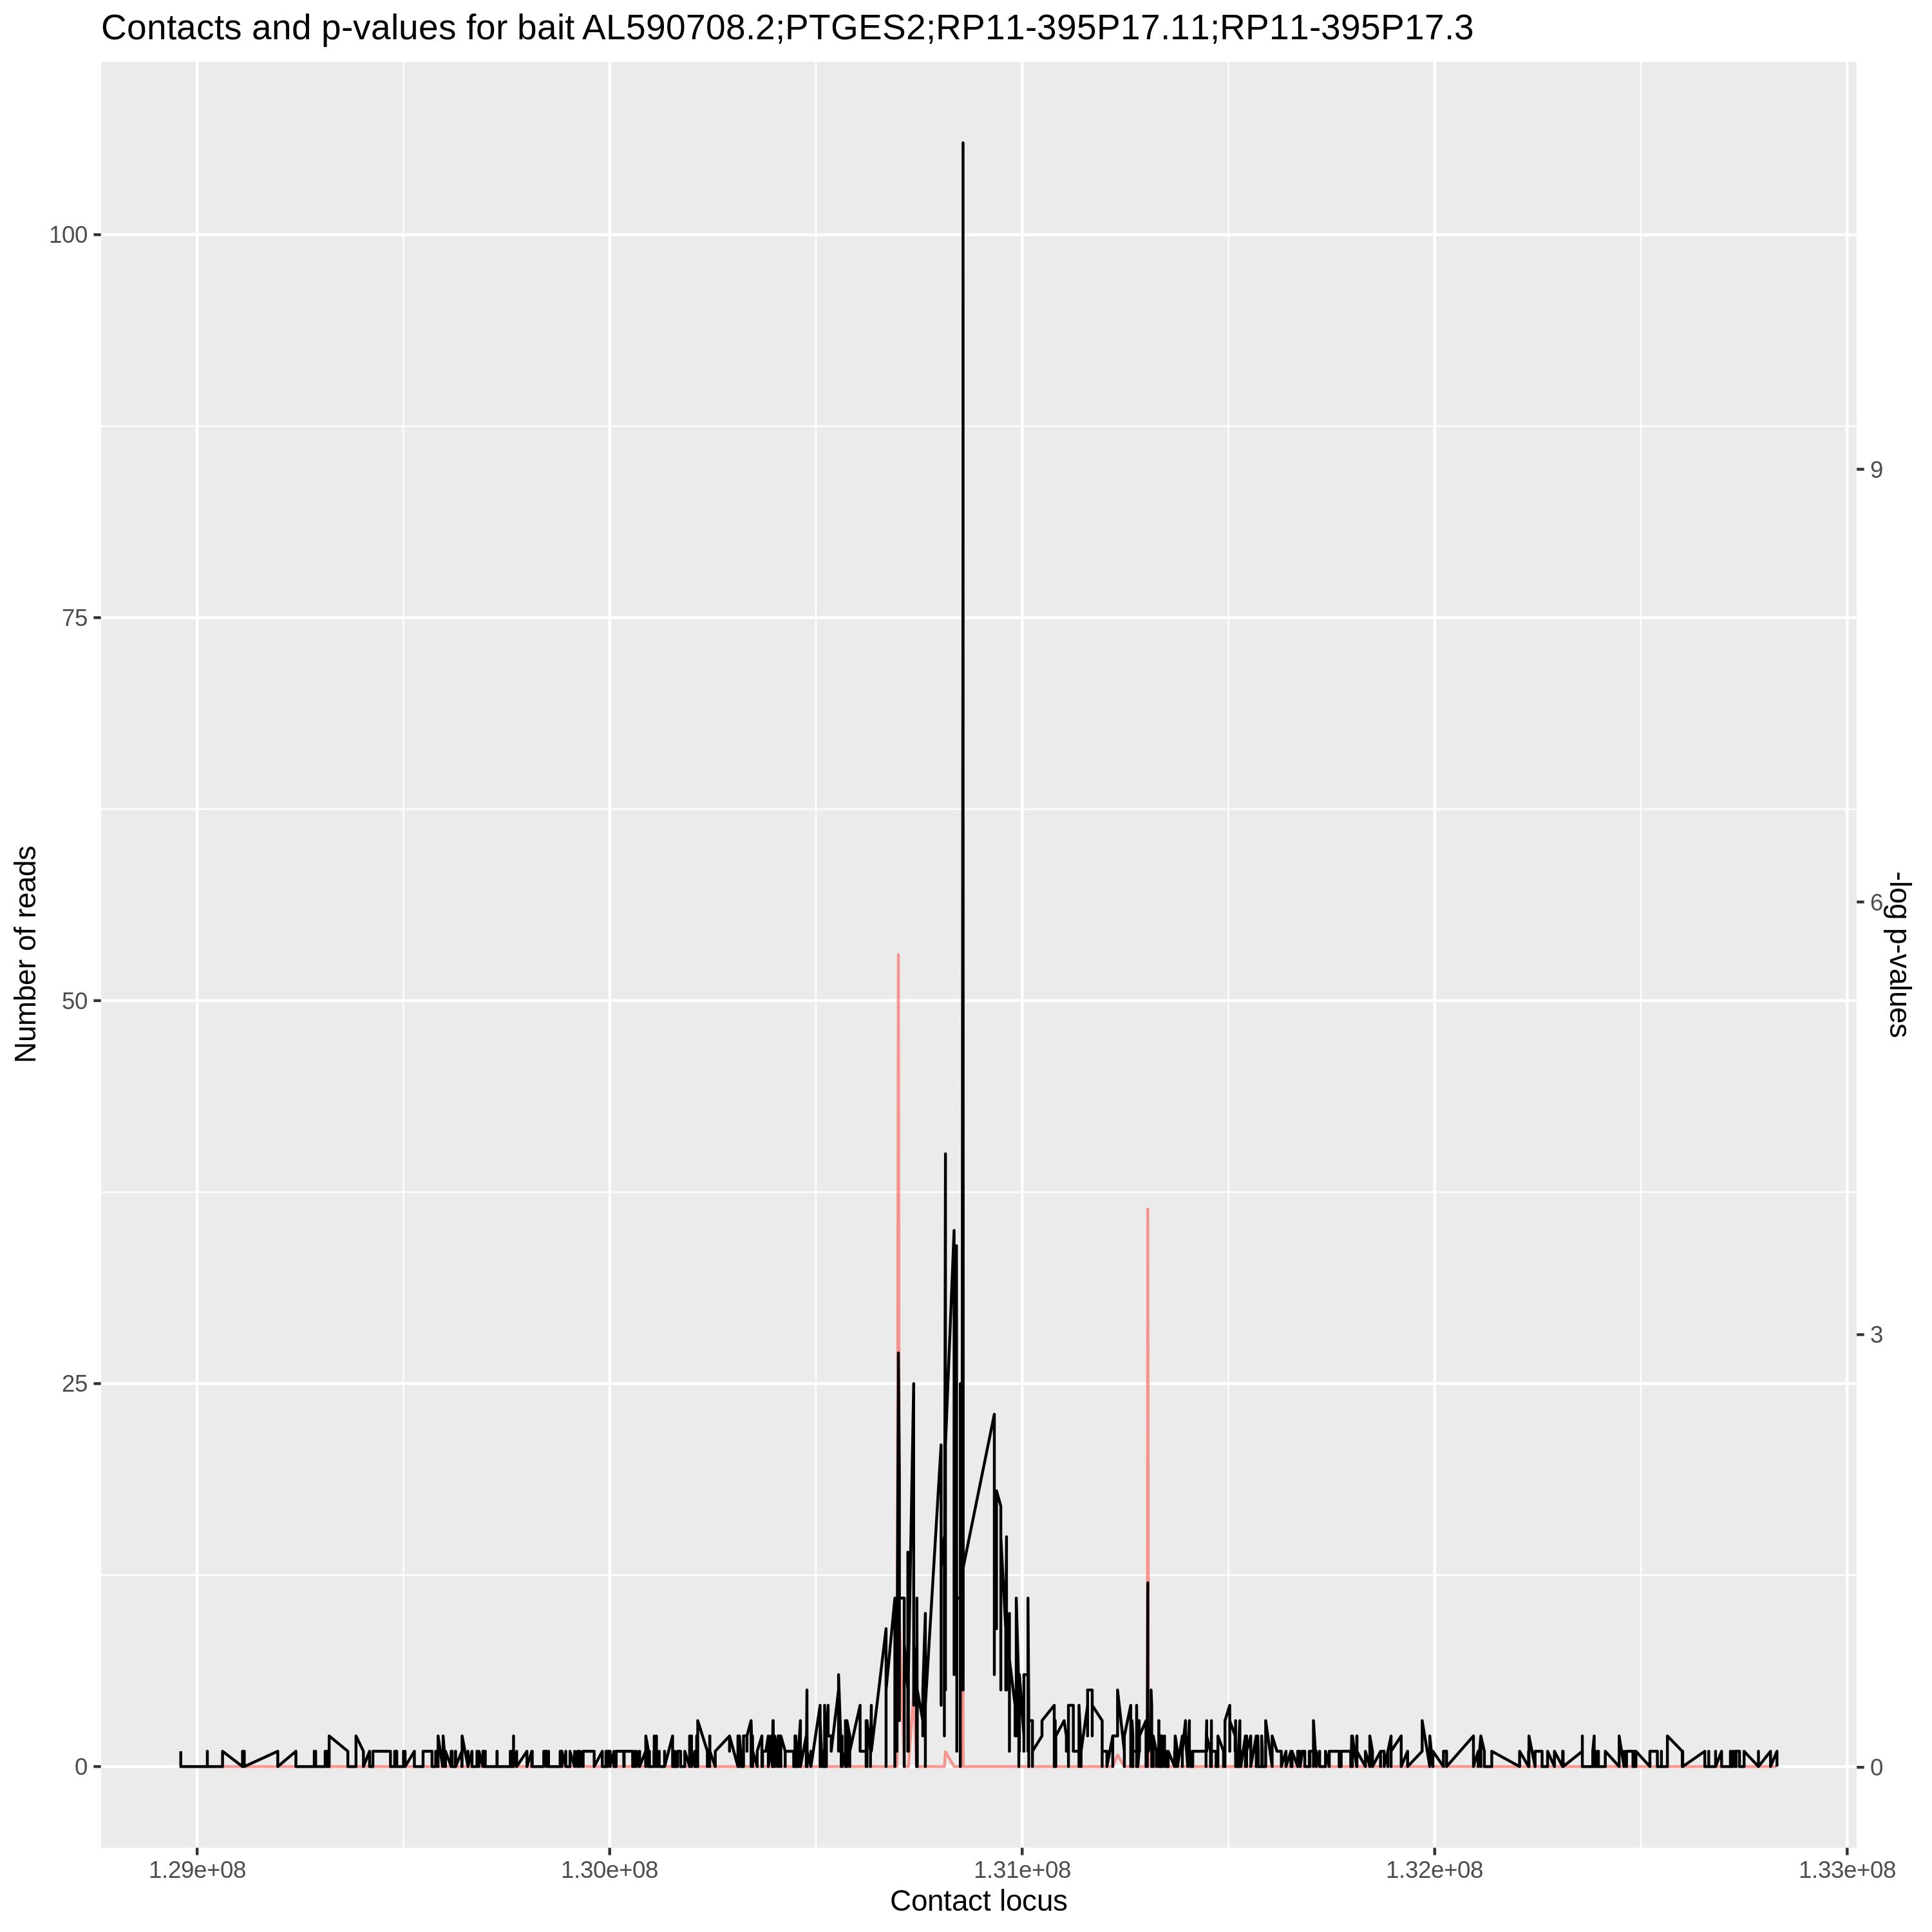 Contacts and p-values for bait AL590708.2;PTGES2;RP11-395P17.11;RP11-395P17.3
Number of reads
100
75
50
25
0
9
6
3
0
-log p-values
1.29e+08
1.30e+08
1.31e+08
1.32e+08
1.33e+08
Contact locus